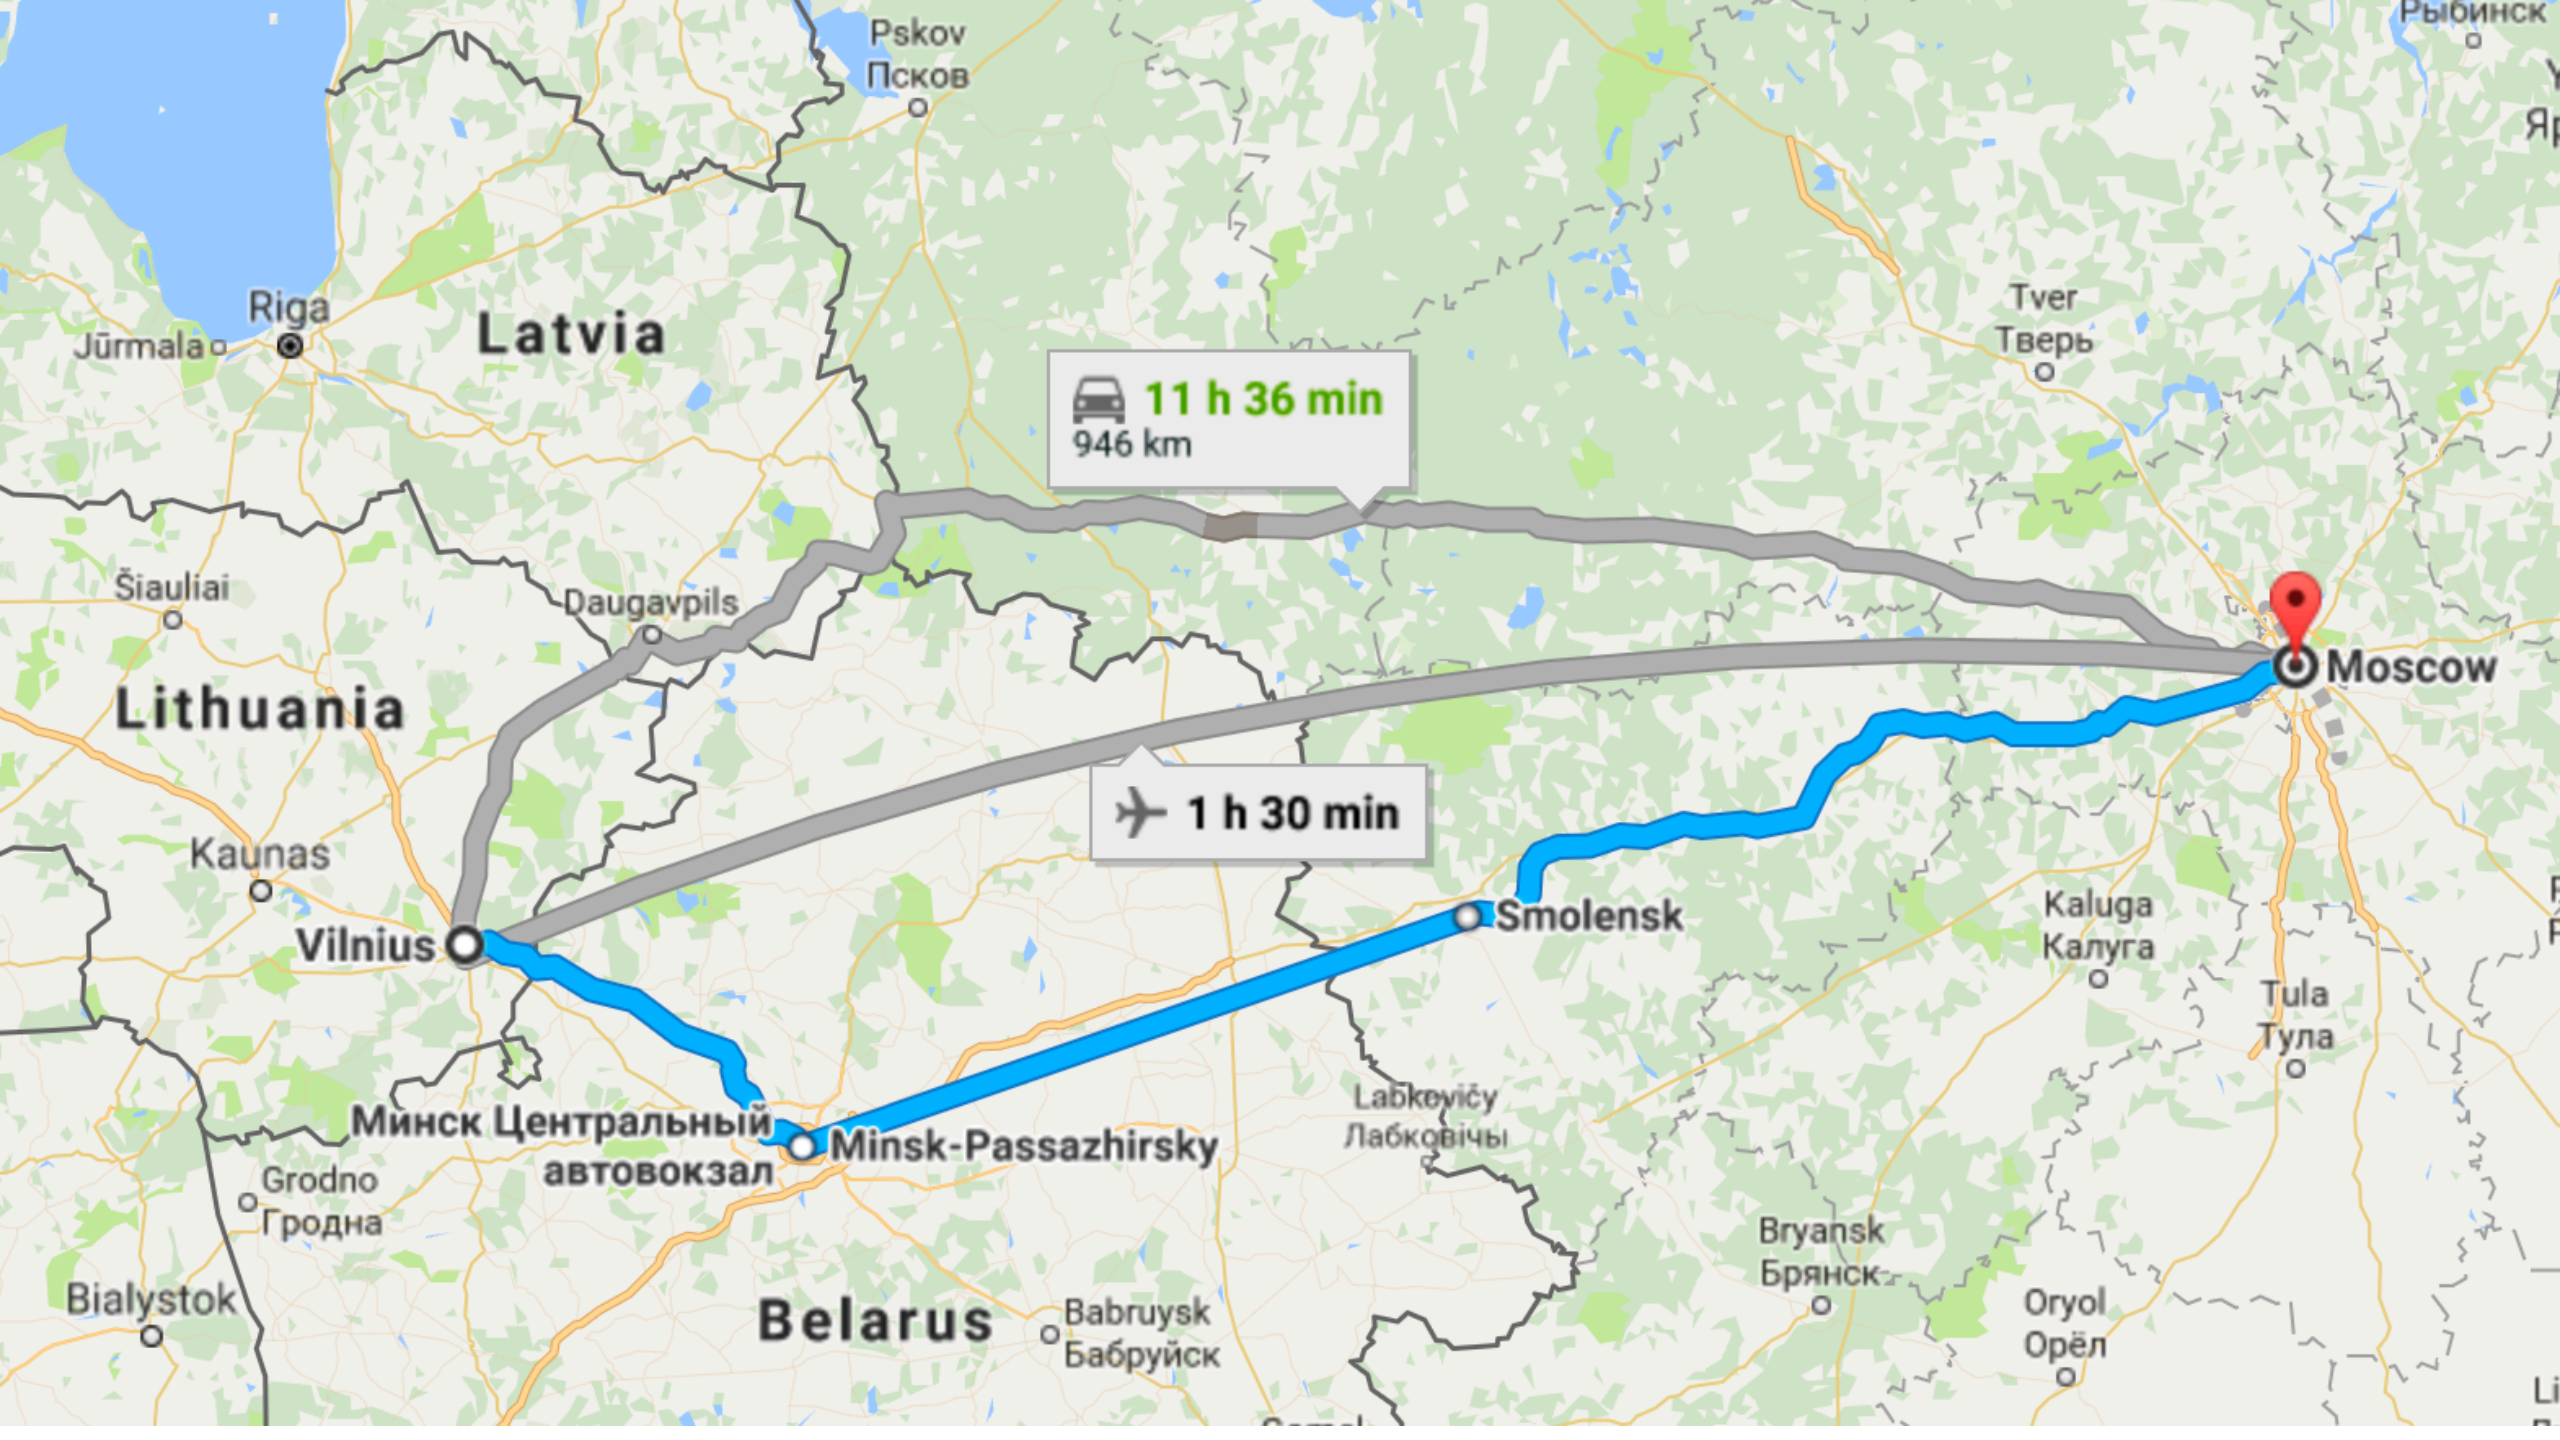 Рыбинск
Pskov
Псков
Riga
Jūrmala
Latvia
Tver
Тверь
11 h 36 min
946 km
Šiauliai
Daugavpils
Lithuania
Moscow
1 h 30 min
Kaunas
Vilnius
Smolensk
Kaluga
Калуга
Tula
Тула
Минск Центральный
автовокзал
Minsk-Passazhirsky
Labkovičy
Лабковічы
Grodno
Гродна
Bryansk
Брянск
Bialystok
Belarus
Babruysk
Бабруйск
Oryol
Орёл